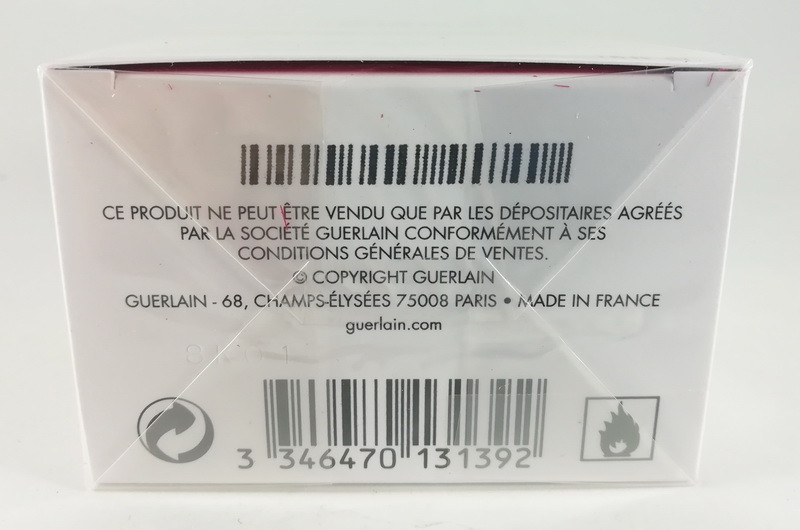 CE PRODUIT NE PEUT ÊTRE VENDU QUE PAR LES DÉPOSITAIRES AGRÉÉS
PAR LA SOCIÉTÉ GUERLAIN CONFORMÉMENT À SES
CONDITIONS GÉNÉRALES DE VENTES.
© COPYRIGHT GUERLAIN
GUERLAIN - 68, CHAMPS-ÉLYSÉES 75008 PARIS • MADE IN FRANCE
guerlain.com
3 346470 131392